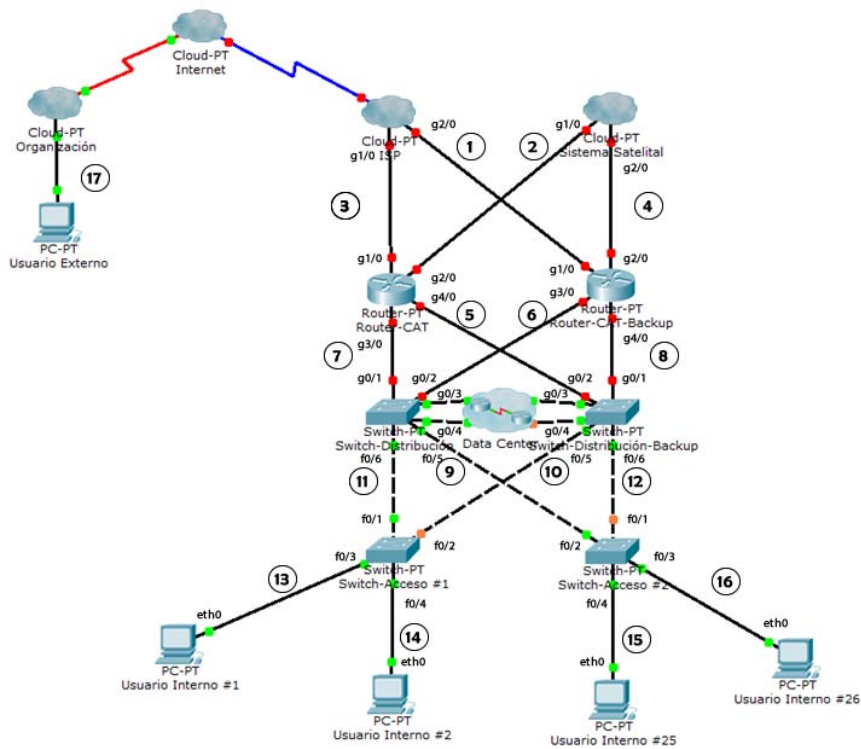 Cloud-PT
Internet
Cloud-PT
Organización
17
PC-PT
Usuario Externo
Cloud-PT
ISP
g2/0
g1/0
1
2
g1/0
Cloud-PT
Sistema Satelital
g2/0
3
4
g1/0
g2/0
g4/0
Router-PT
Router-CAT
g3/0
g1/0
g3/0
g2/0
Router-PT
Router-CAT-Backup
g4/0
5
6
7
8
g0/1
g0/2
g0/3
g0/4
Switch-PT
Switch-Distribución
f0/6
f0/5
Data Center
g0/3
g0/2
g0/1
g0/4
Switch-PT
Switch-Distribución-Backup
f0/5
f0/6
9
10
11
12
f0/1
f0/2
f0/3
Switch-PT
Switch-Acceso #1
f0/4
f0/1
f0/2
f0/3
Switch-PT
Switch-Acceso #2
f0/4
13
14
15
16
eth0
PC-PT
Usuario Interno #1
eth0
PC-PT
Usuario Interno #2
eth0
PC-PT
Usuario Interno #25
eth0
PC-PT
Usuario Interno #26